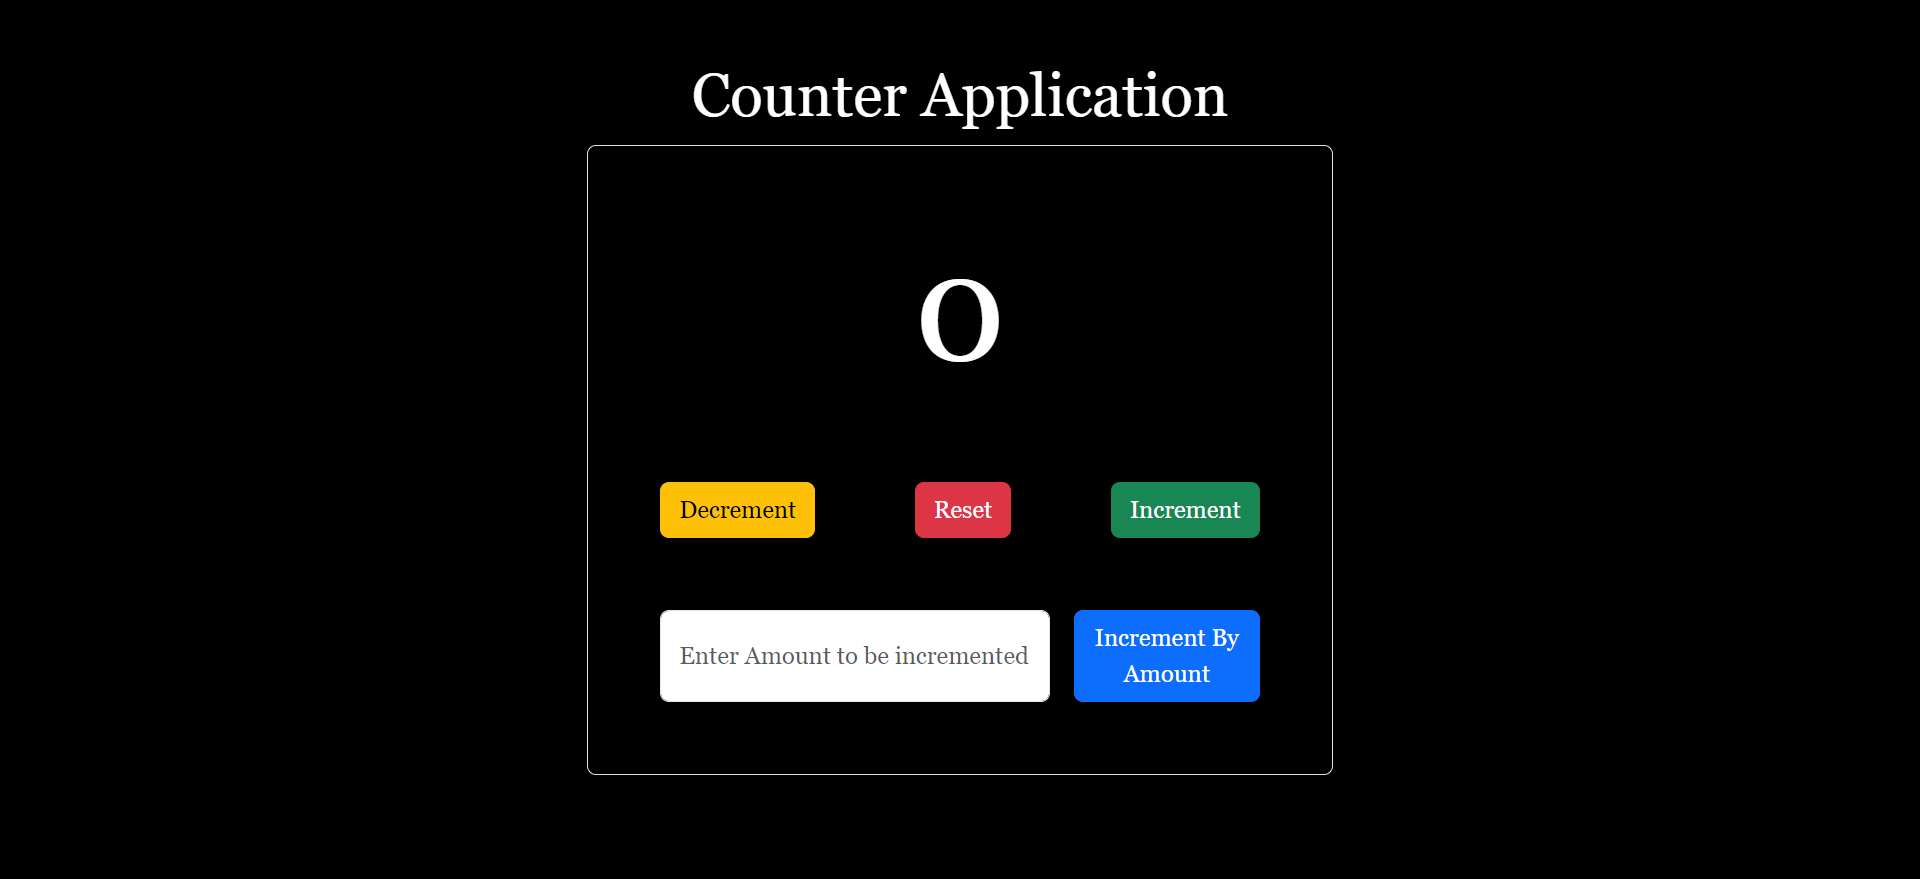 Counter Application
0
Decrement
Reset
Increment
Enter Amount to be incremented
Increment By
Amount